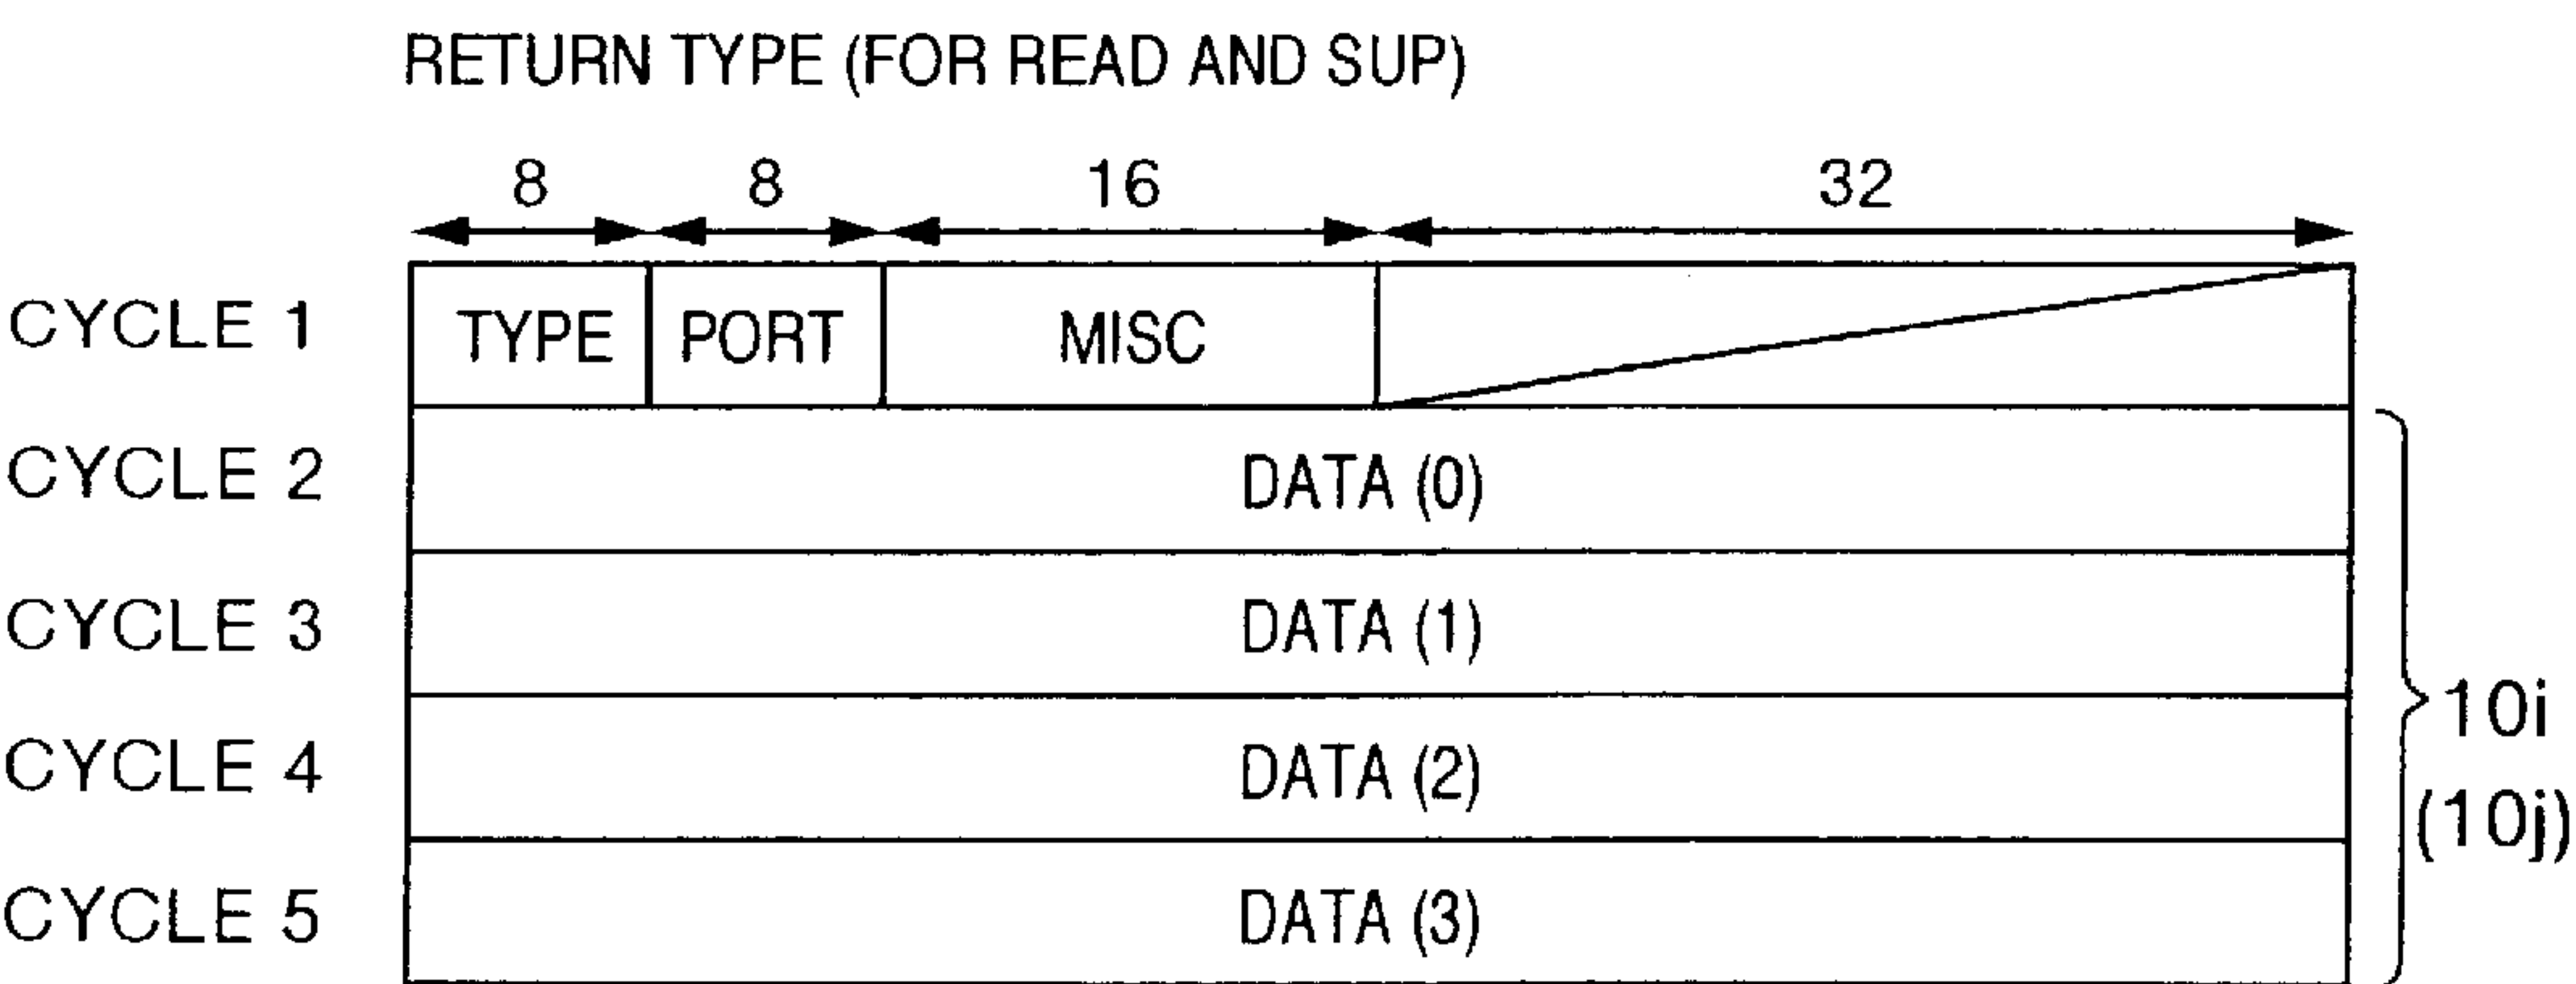 RETURN TYPE (FOR READ AND SUP)
8 8 16 32
CYCLE 1 TYPE PORT MISC
CYCLE 2 DATA (0)
CYCLE 3 DATA (1)
CYCLE 4 DATA (2)
10i
CYCLE 5 DATA (3)
(10j)